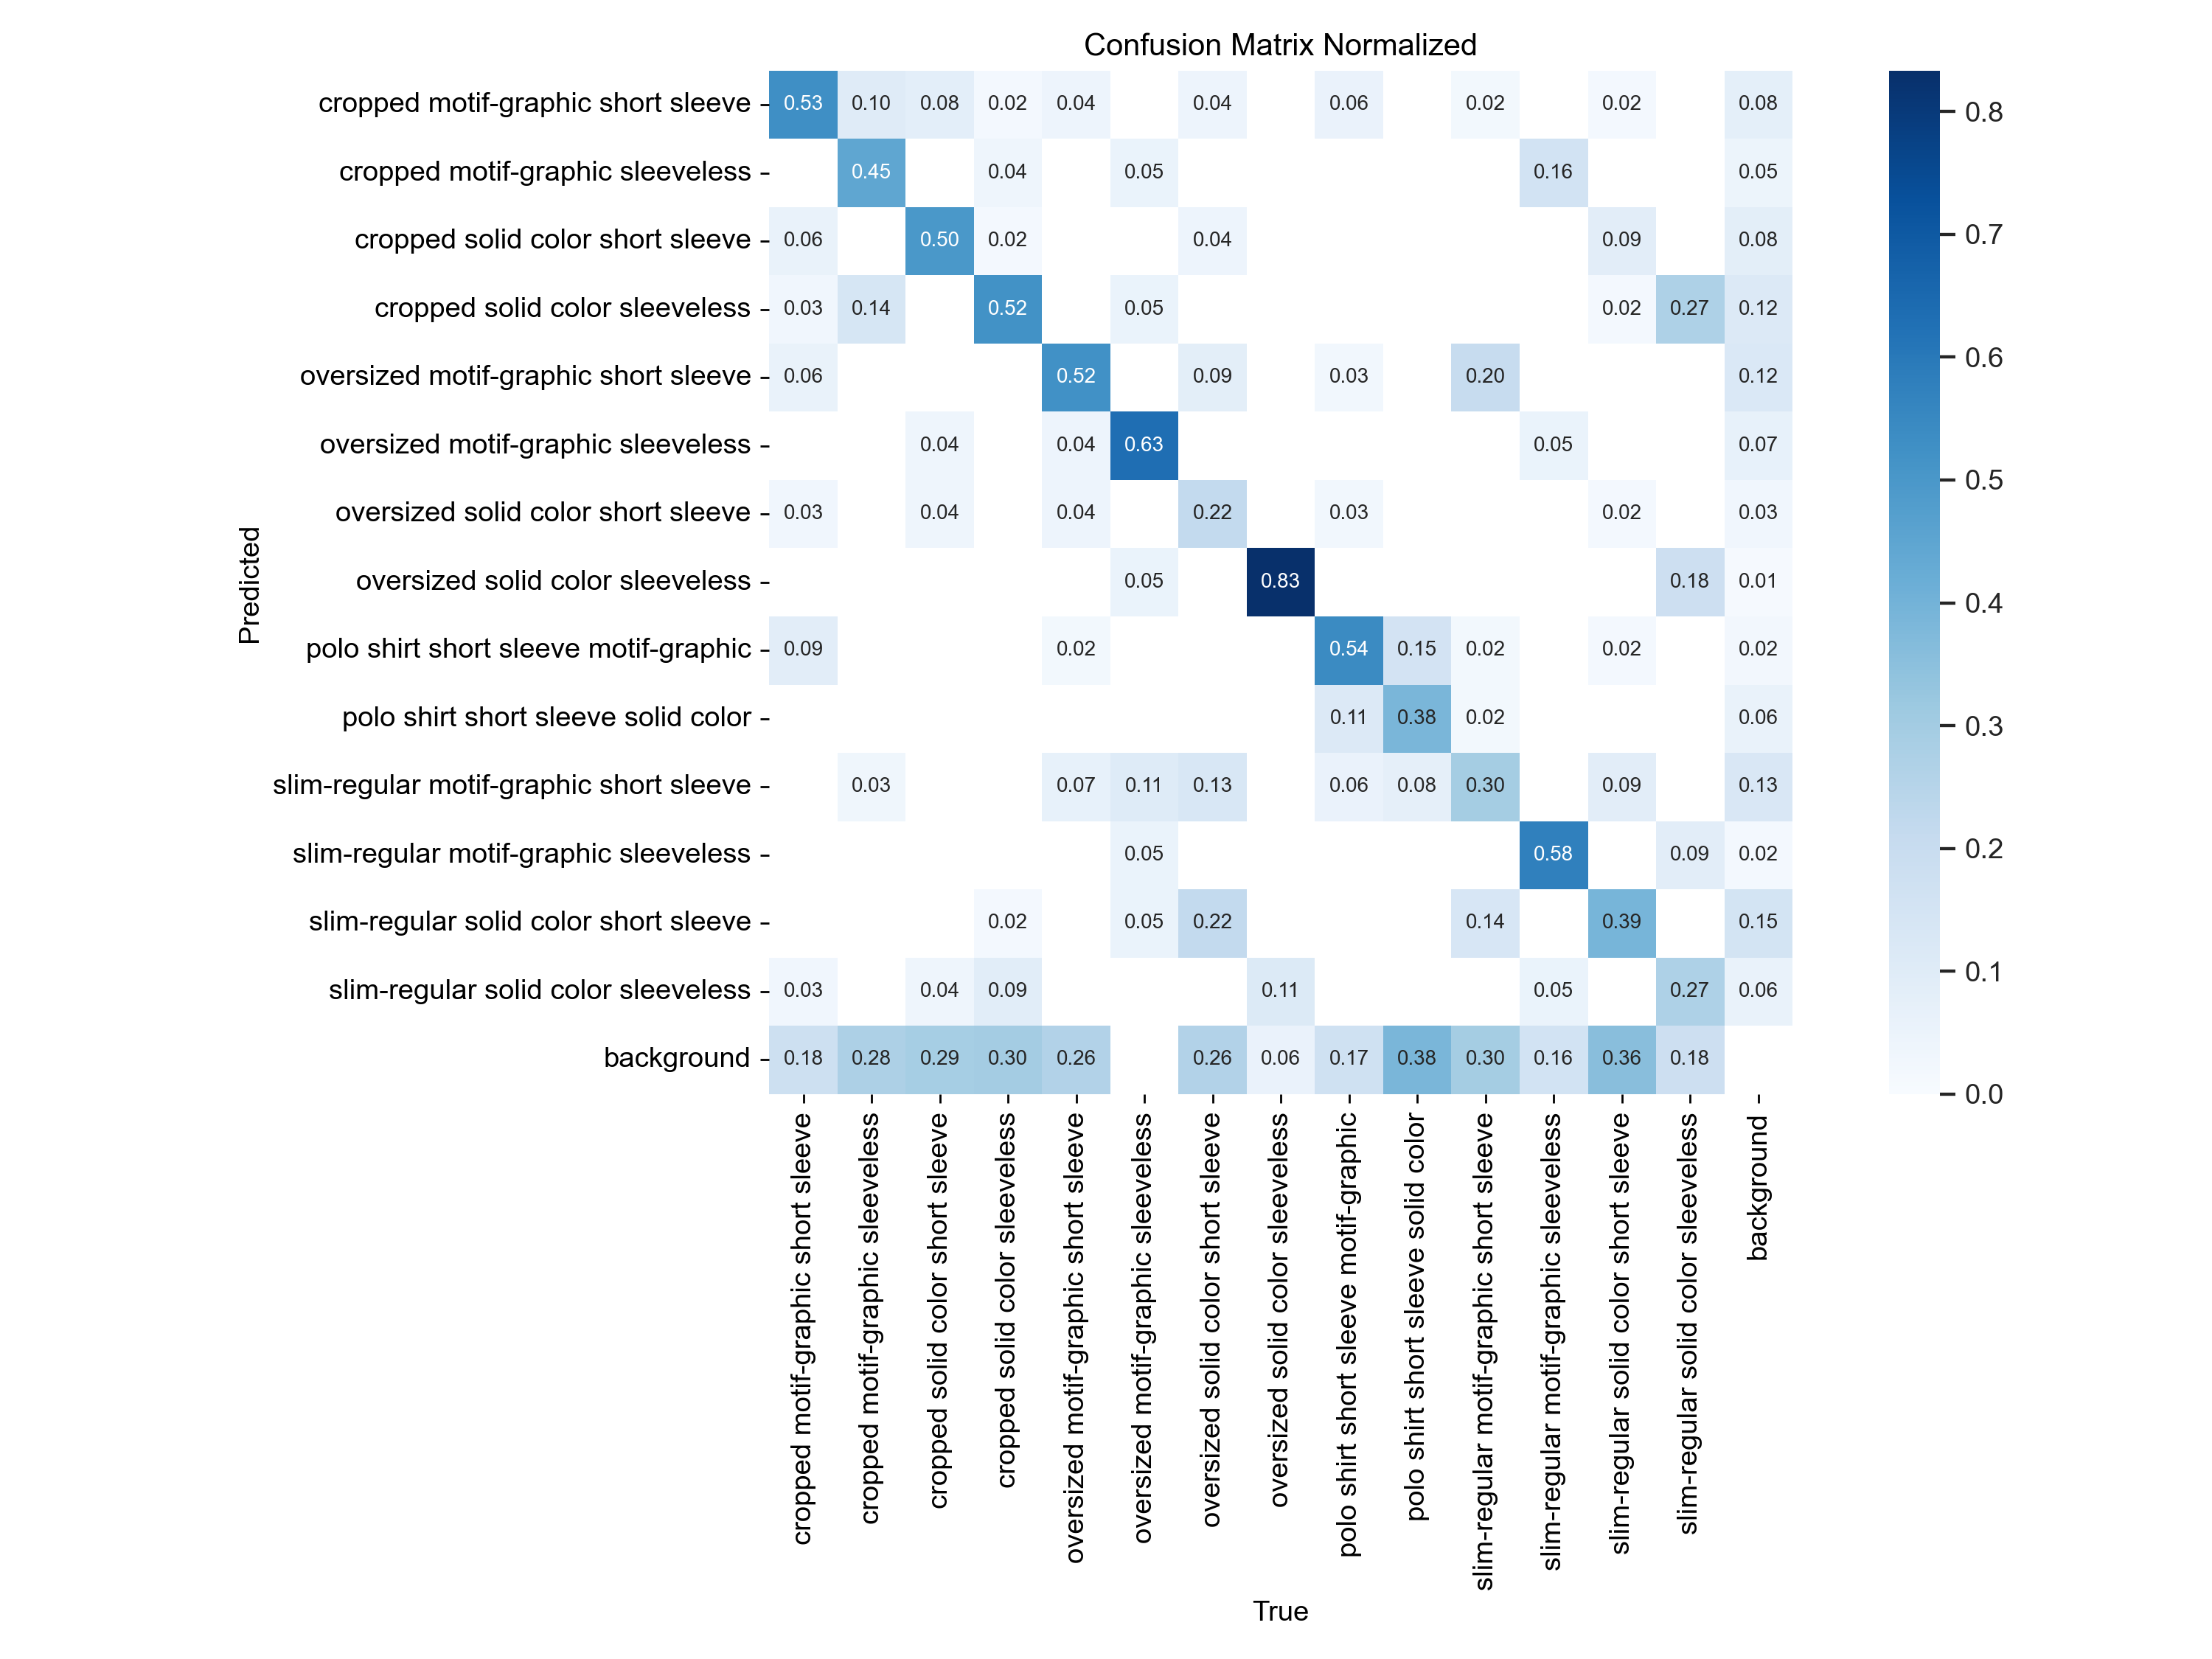 Confusion Matrix Normalized
cropped motif-graphic short sleeve 0.53 0.10 0.08 0.02 0.04 0.04 0.06 0.02 0.02 0.08
cropped motif-graphic sleeveless 0.45 0.04 0.05 0.16 0.05
cropped solid color short sleeve 0.06 0.50 0.02 0.04 0.09 0.08
cropped solid color sleeveless 0.03 0.14 0.52 0.05 0.02 0.27 0.12
oversized motif-graphic short sleeve 0.06 0.52 0.09 0.03 0.20 0.12
oversized motif-graphic sleeveless 0.04 0.04 0.63 0.05 0.07
oversized solid color short sleeve 0.03 0.04 0.04 0.22 0.03 0.02 0.03
oversized solid color sleeveless 0.05 0.83 0.18 0.01
polo shirt short sleeve motif-graphic 0.09 0.02 0.54 0.15 0.02 0.02 0.02
polo shirt short sleeve solid color 0.11 0.38 0.02 0.06
slim-regular motif-graphic short sleeve 0.03 0.07 0.11 0.13 0.06 0.08 0.30 0.09 0.13
slim-regular motif-graphic sleeveless 0.05 0.58 0.09 0.02
slim-regular solid color short sleeve 0.02 0.05 0.22 0.14 0.39 0.15
slim-regular solid color sleeveless 0.03 0.04 0.09 0.11 0.05 0.27 0.06
background 0.18 0.28 0.29 0.30 0.26 0.26 0.06 0.17 0.38 0.30 0.16 0.36 0.18
Predicted
cropped motif-graphic short sleeve
cropped motif-graphic sleeveless
cropped solid color short sleeve
cropped solid color sleeveless
oversized motif-graphic short sleeve
oversized motif-graphic sleeveless
oversized solid color short sleeve
oversized solid color sleeveless
polo shirt short sleeve motif-graphic
polo shirt short sleeve solid color
slim-regular motif-graphic short sleeve
slim-regular motif-graphic sleeveless
slim-regular solid color short sleeve
slim-regular solid color sleeveless
background
True
0.8
0.7
0.6
0.5
0.4
0.3
0.2
0.1
0.0